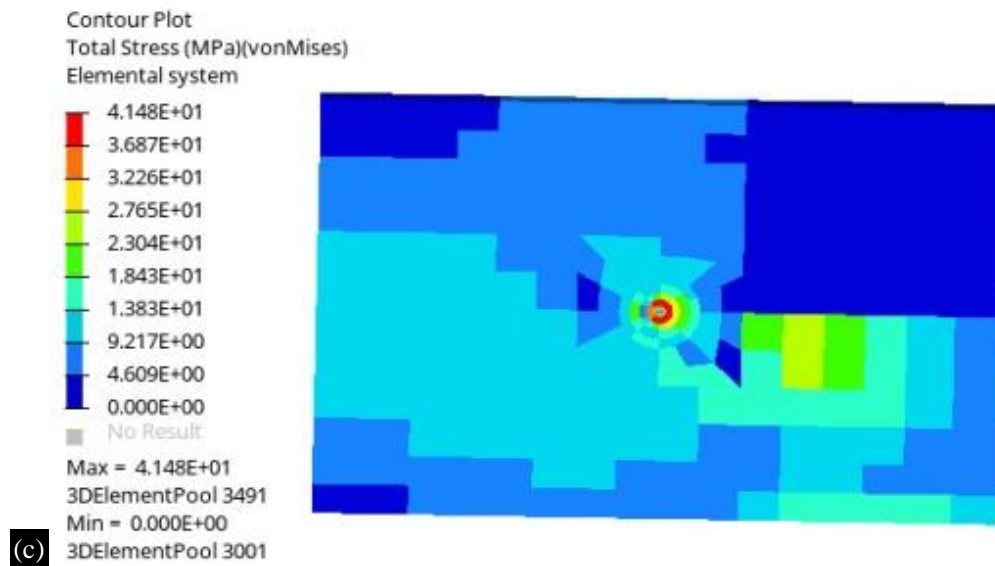 Contour Plot
Total Stress (MPa)(vonMises)
Elemental system
4.148E+01
3.687E+01
3.226E+01
2.765E+01
2.304E+01
1.843E+01
1.383E+01
9.217E+00
4.609E+00
0.000E+00
No Result
Max = 4.148E+01
3DElementPool 3491
Min = 0.000E+00
3DElementPool 3001
(c)